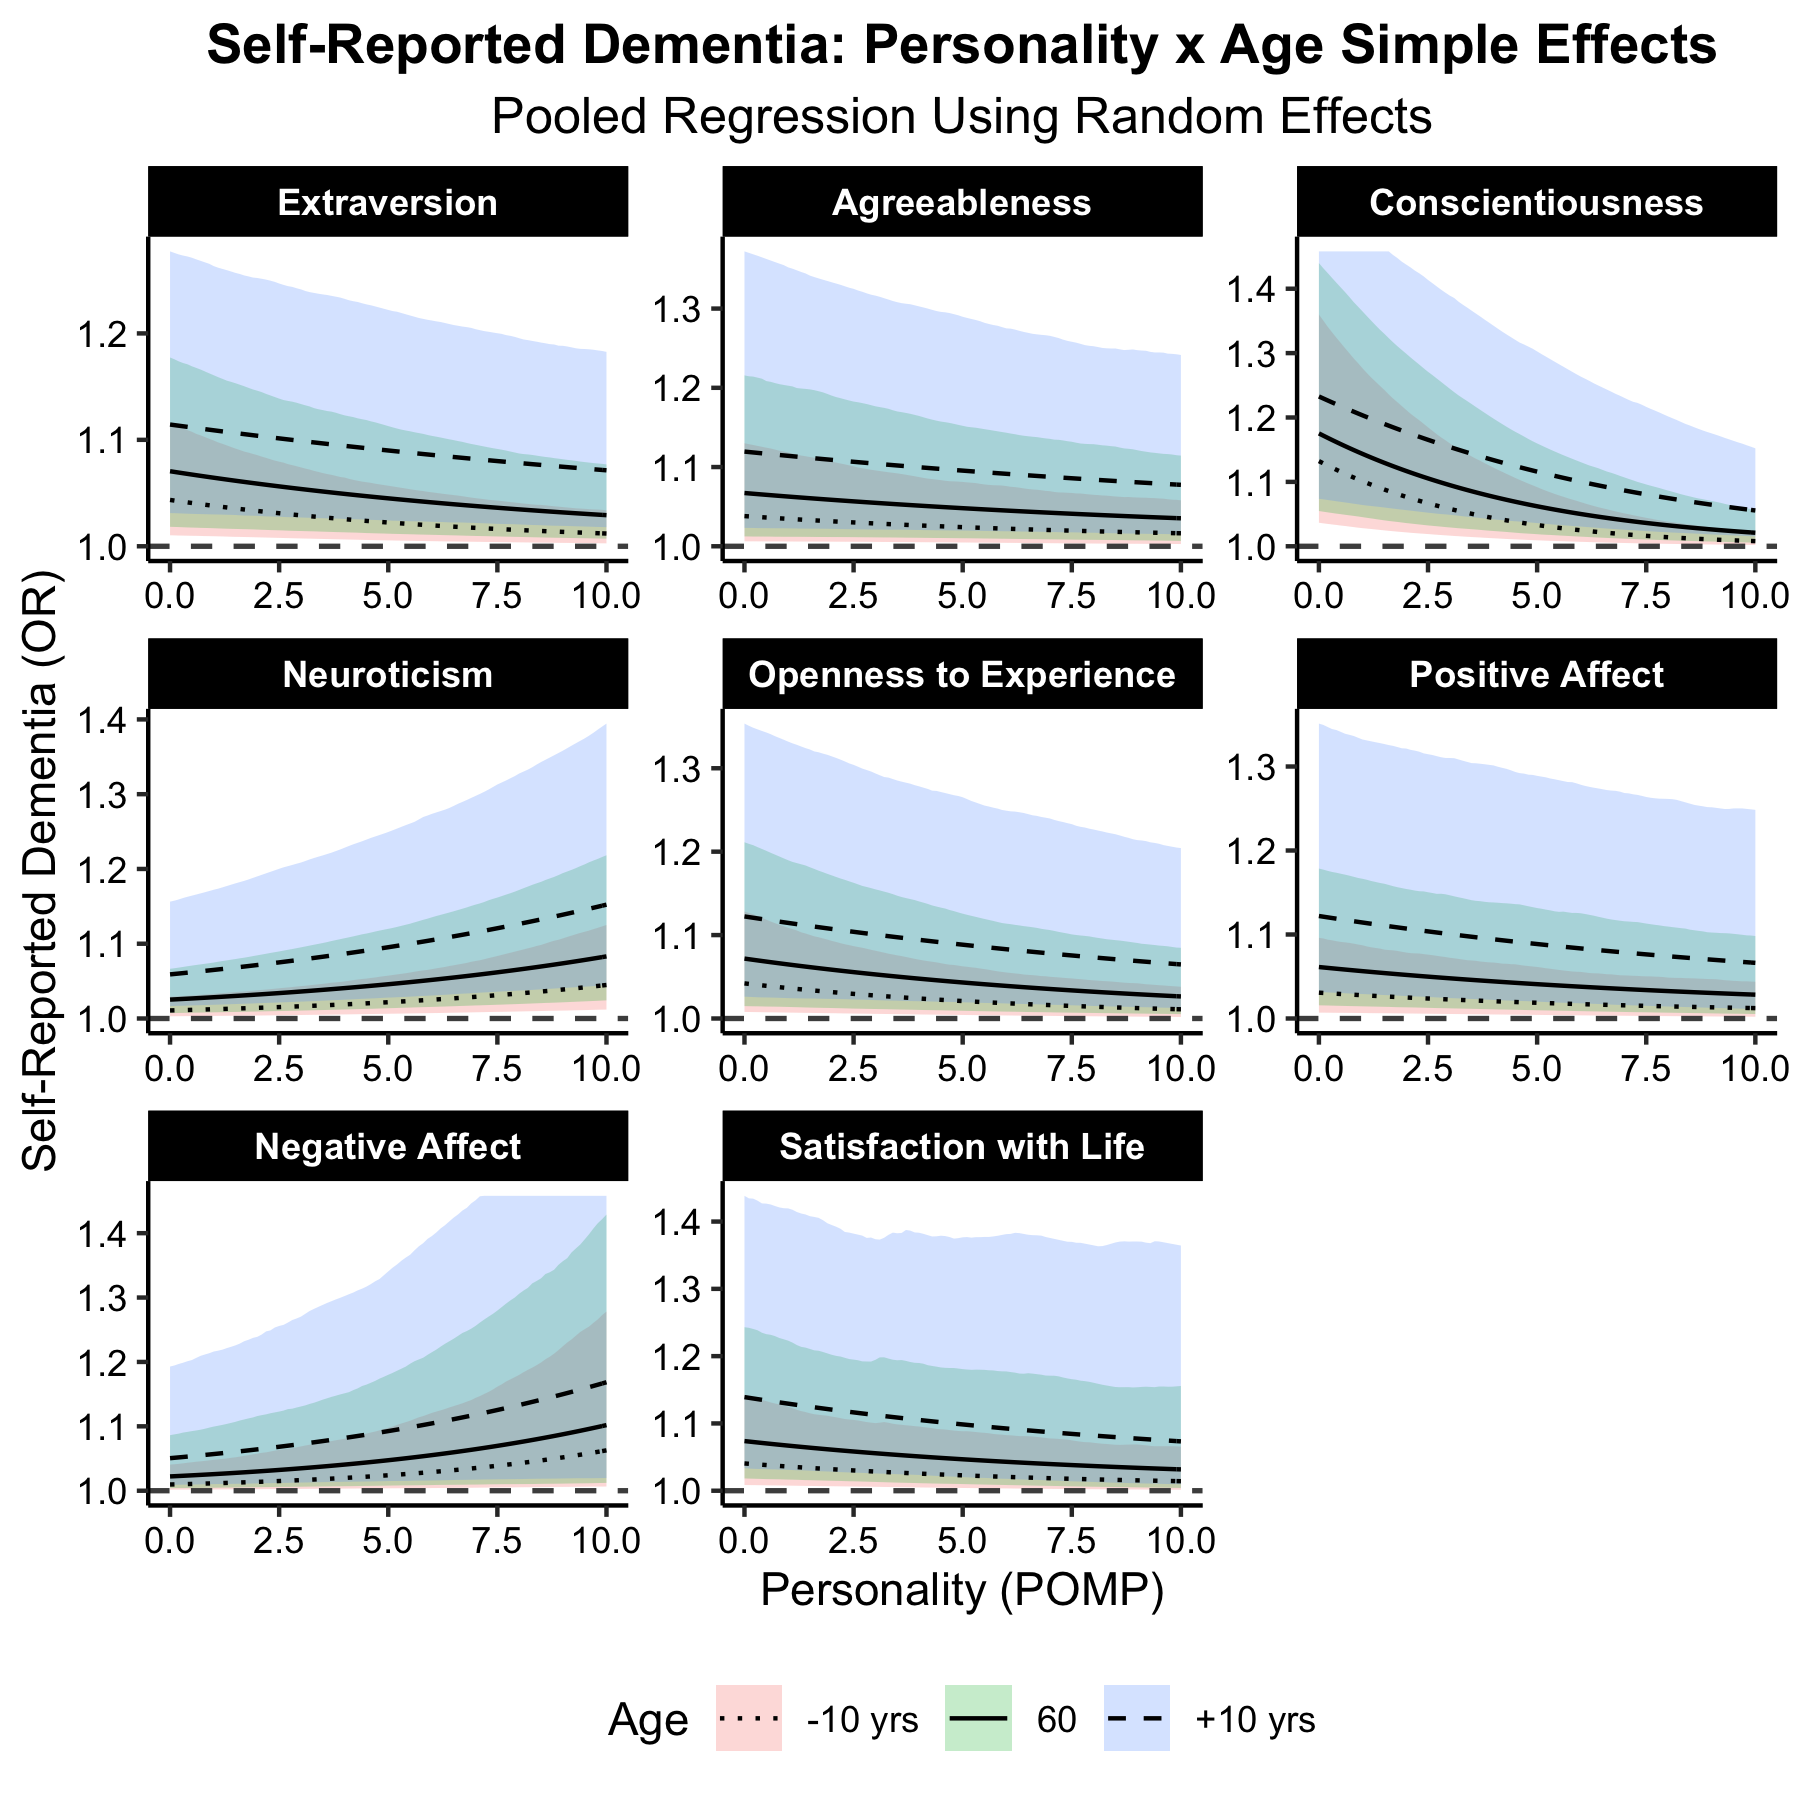 Self-Reported Dementia: Personality x Age Simple Effects
Pooled Regression Using Random Effects
Self-Reported Dementia (OR)
Extraversion
1.2
1.1
1.0
0.0 2.5 5.0 7.5 10.0
Agreeableness
1.3
1.2
1.1
1.0
0.0 2.5 5.0 7.5 10.0
Conscientiousness
1.4
1.3
1.2
1.1
1.0
0.0 2.5 5.0 7.5 10.0
Neuroticism
1.4
1.3
1.2
1.1
1.0
0.0 2.5 5.0 7.5 10.0
Openness to Experience
1.3
1.2
1.1
1.0
0.0 2.5 5.0 7.5 10.0
Positive Affect
1.3
1.2
1.1
1.0
0.0 2.5 5.0 7.5 10.0
Negative Affect
1.4
1.3
1.2
1.1
1.0
0.0 2.5 5.0 7.5 10.0
Satisfaction with Life
1.4
1.3
1.2
1.1
1.0
0.0 2.5 5.0 7.5 10.0
Personality (POMP)
Age -10 yrs 60 +10 yrs